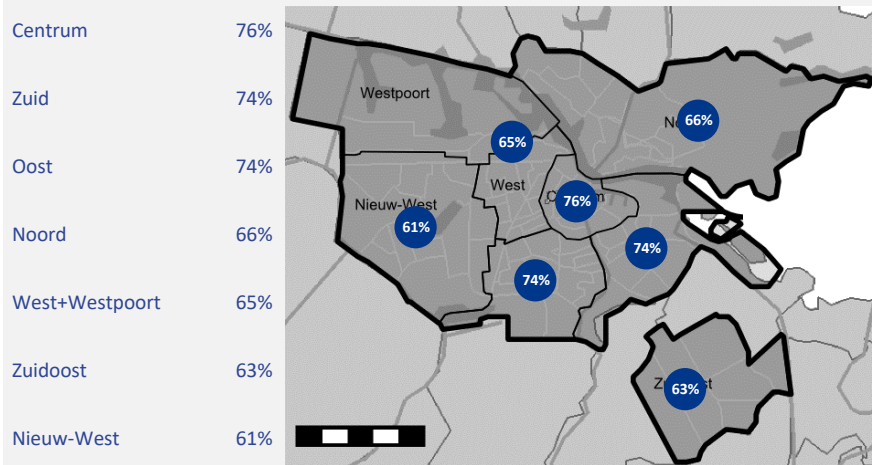 Centrum 76%
Zuid 74%
Oost 74%
Noord 66%
West+Westpoort 65%
Zuidoost 63%
Nieuw-West 61%
Westpoort
66%
65%
West
76%
Nieuw-West
61%
74%
74%
63%